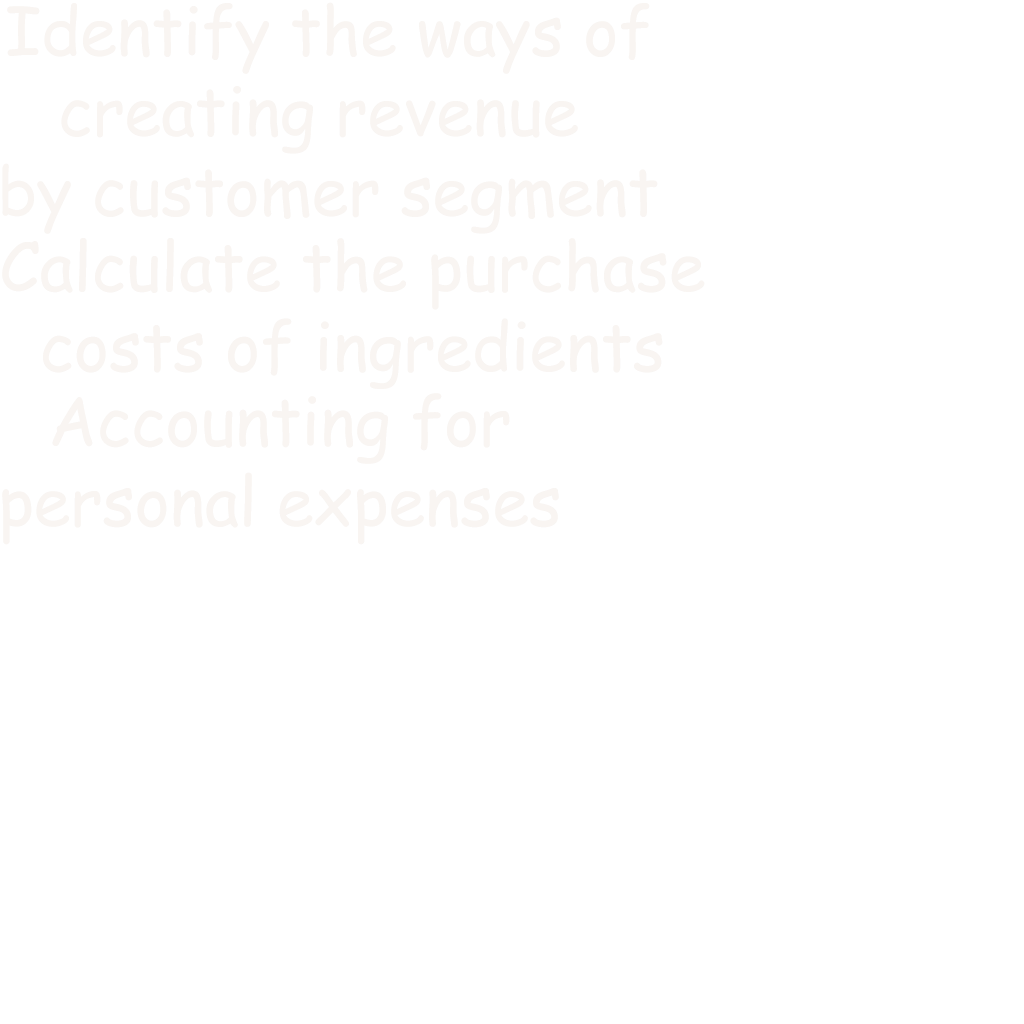 Identify the ways of
creating revenue
by customer segment
Calculate the purchase
costs of ingredients
Accounting for
personal expenses